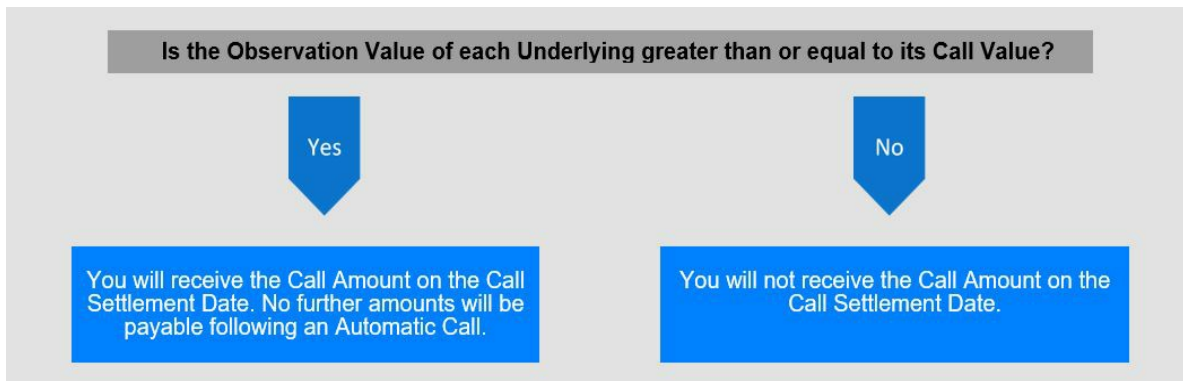 Is the Observation Value of each Underlying greater than or equal to its Call Value?
Yes
No
You will receive the Call Amount on the Call
Settlement Date. No further amounts will be
payable following an Automatic Call.
You will not receive the Call Amount on the
Call Settlement Date.